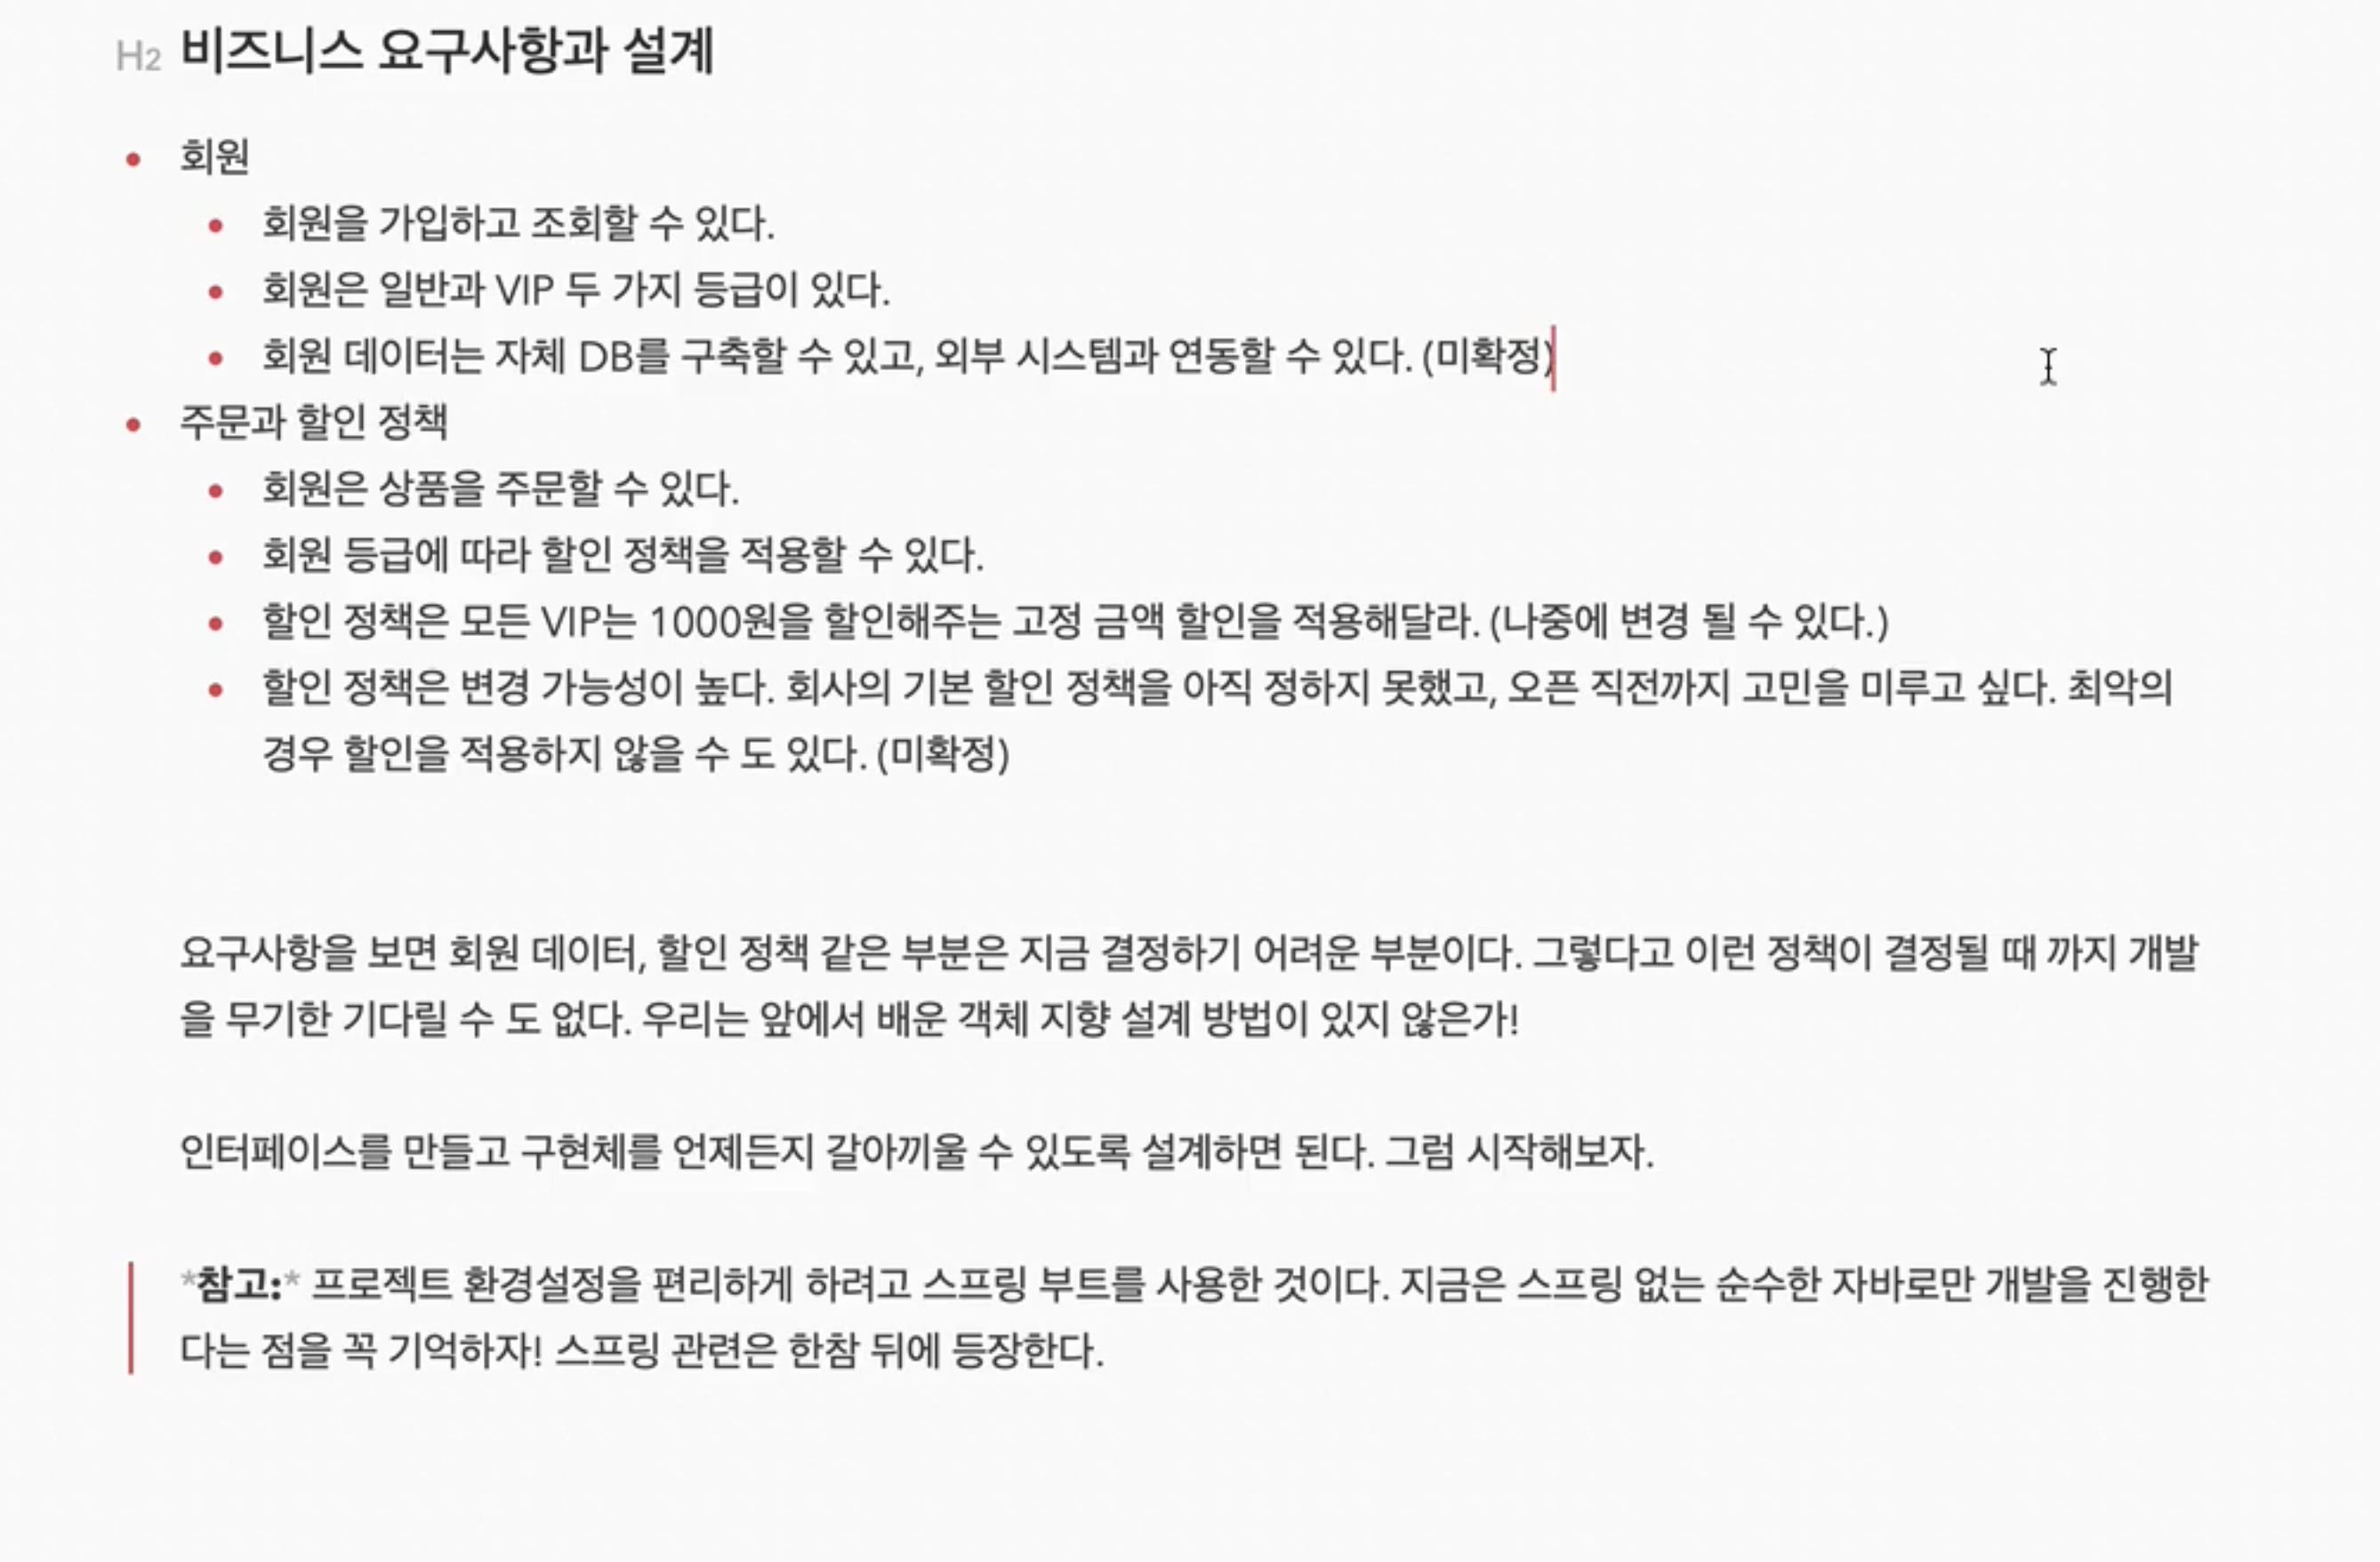 H2 비즈니스 요구사항과 설계
회원
회원을 가입하고 조회할 수 있다.
회원은 일반과 VIP 두 가지 등급이 있다.
회원 데이터는 자체 DB를 구축할 수 있고, 외부 시스템과 연동할 수 있다. (미확정)
주문과 할인 정책
회원은 상품을 주문할 수 있다.
회원 등급에 따라 할인 정책을 적용할 수 있다.
할인 정책은 모든 VIP는 1000원을 할인해주는 고정 금액 할인을 적용해달라. (나중에 변경 될 수 있다.)
할인 정책은 변경 가능성이 높다. 회사의 기본 할인 정책을 아직 정하지 못했고, 오픈 직전까지 고민을 미루고 싶다. 최악의
경우 할인을 적용하지 않을 수 도 있다. (미확정)
요구사항을 보면 회원 데이터, 할인 정책 같은 부분은 지금 결정하기 어려운 부분이다. 그렇다고 이런 정책이 결정될 때 까지 개발
을 무기한 기다릴 수 도 없다. 우리는 앞에서 배운 객체 지향 설계 방법이 있지 않은가!
인터페이스를 만들고 구현체를 언제든지 갈아끼울 수 있도록 설계하면 된다. 그럼 시작해보자.
*참고:* 프로젝트 환경설정을 편리하게 하려고 스프링 부트를 사용한 것이다. 지금은 스프링 없는 순수한 자바로만 개발을 진행한
다는 점을 꼭 기억하자! 스프링 관련은 한참 뒤에 등장한다.